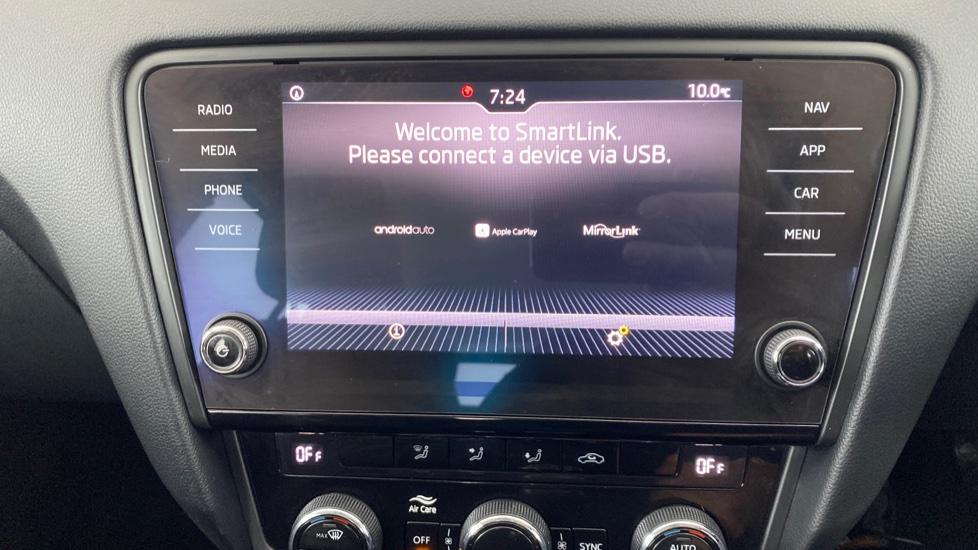 7:24
10.0°C
Welcome to SmartLink.
Please connect a device via USB.
androidauto
Apple CarPlay
MirrorLink
RADIO
MEDIA
PHONE
VOICE
NAV
APP
CAR
MENU
OFF
OFF
Air Care
MAX
OFF
SYNC
AUTO